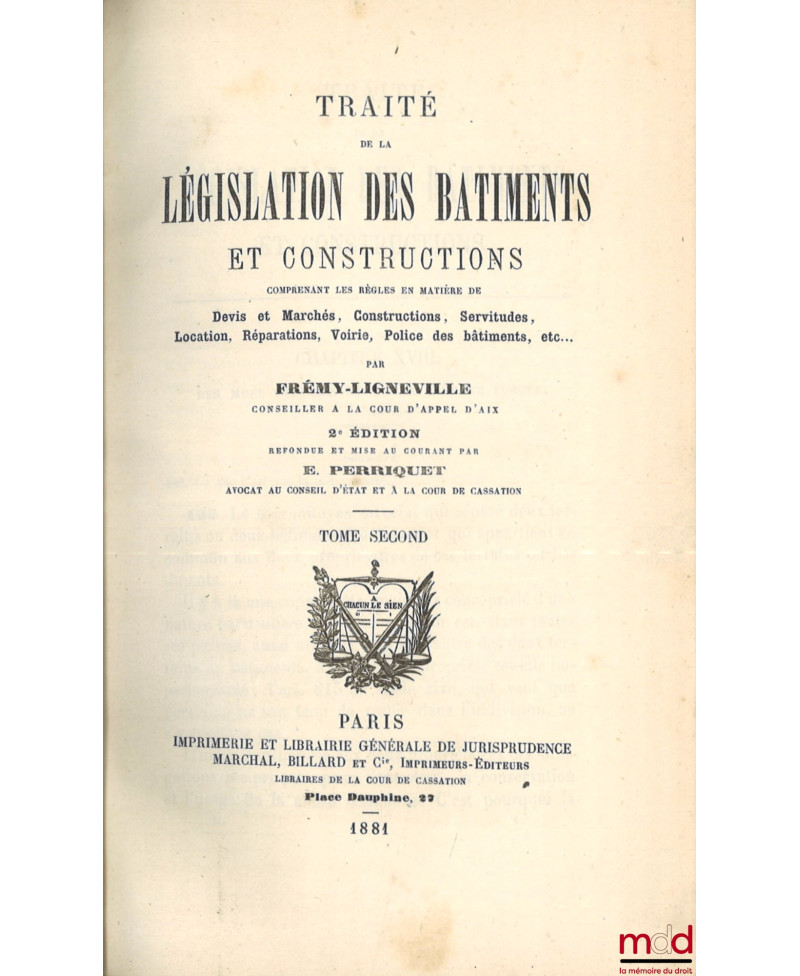 TRAITÉ
DE LA
LÉGISLATION DES BATIMENTS
ET CONSTRUCTIONS
COMPRENANT LES RÈGLES EN MATIÈRE DE
Devis et Marchés, Constructions, Servitudes,
Location, Réparations, Voirie, Police des bâtiments, etc...
PAR
FRÉMY-LIGNEVILLE
CONSEILLER A LA COUR D'APPEL D'AIX
2e ÉDITION
REFONDUE ET MISE AU COURANT PAR
E. PERRIQUET
AVOCAT AU CONSEIL D'ÉTAT ET À LA COUR DE CASSATION
TOME SECOND
A
CHACUN LE SIEN
PARIS
IMPRIMERIE ET LIBRAIRIE GÉNÉRALE DE JURISPRUDENCE
MARCHAL, BILLARD ET Cie, IMPRIMEURS-ÉDITEURS
LIBRAIRES DE LA COUR DE CASSATION
Place Dauphine, 27
1881
mdd
la mémoire du droit